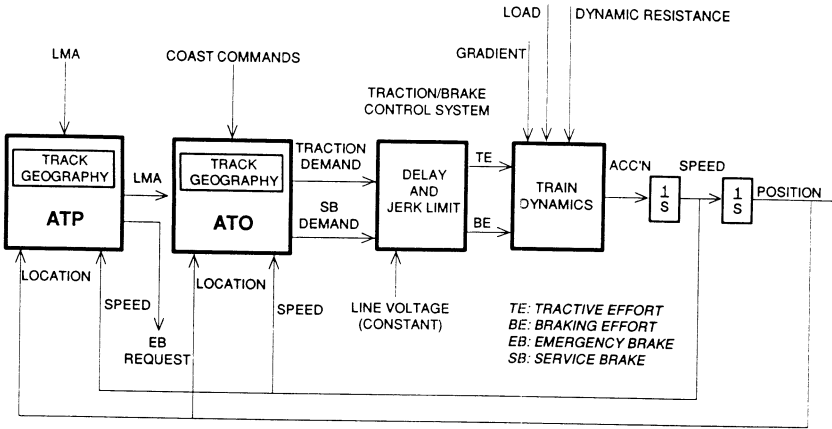 LOAD
DYNAMIC RESISTANCE
LMA
COAST COMMANDS
GRADIENT
TRACTION/BRAKE
CONTROL SYSTEM
TRACK
GEOGRAPHY
ATP
LMA
TRACK
GEOGRAPHY
ATO
TRACTION
DEMAND
SB
DEMAND
DELAY
AND
JERK LIMIT
TE
BE
TRAIN
DYNAMICS
ACC'N
1
S
SPEED
1
S
POSITION
LOCATION
SPEED
EB
REQUEST
LOCATION
SPEED
LINE VOLTAGE
(CONSTANT)
TE: TRACTIVE EFFORT
BE: BRAKING EFFORT
EB: EMERGENCY BRAKE
SB: SERVICE BRAKE